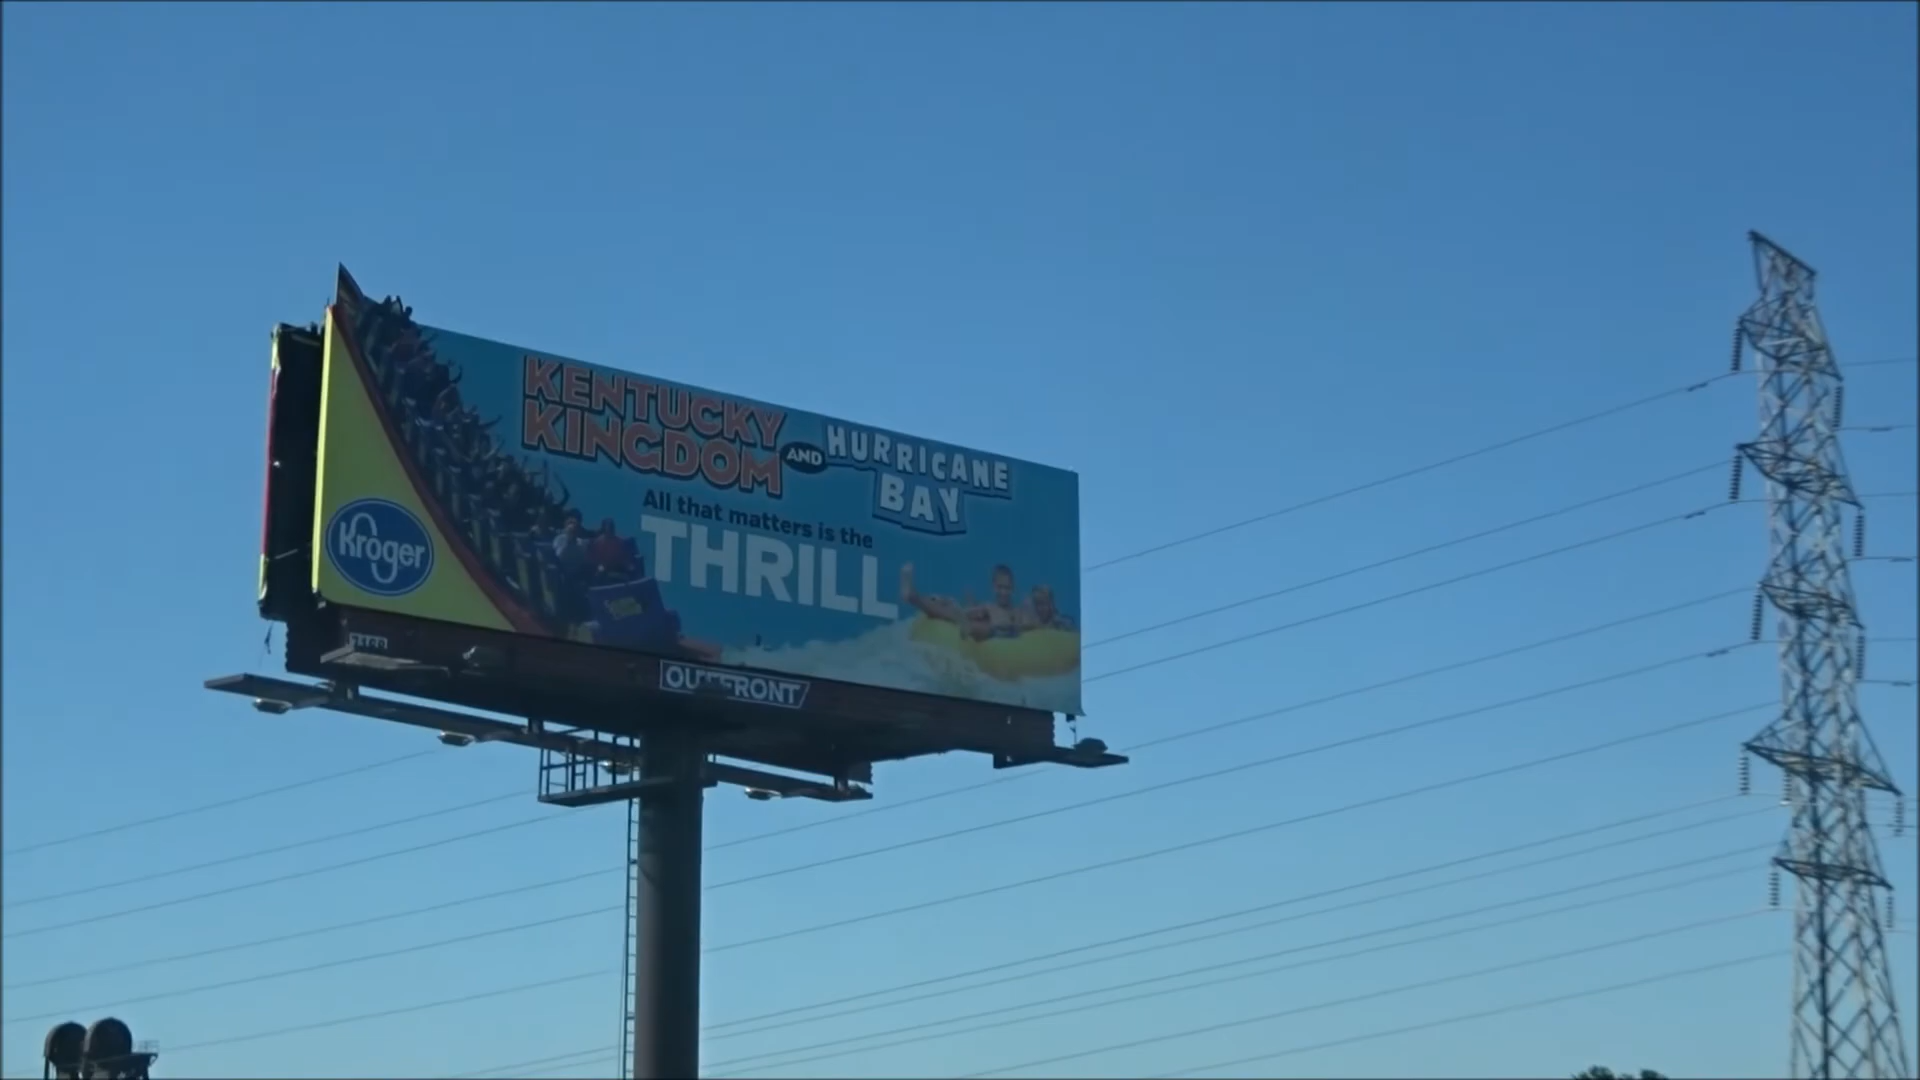 KENTUCKY
KINGDOM
AND
HURRICANE
BAY
All that matters is the
THRILL
Kroger
OUTFRONT